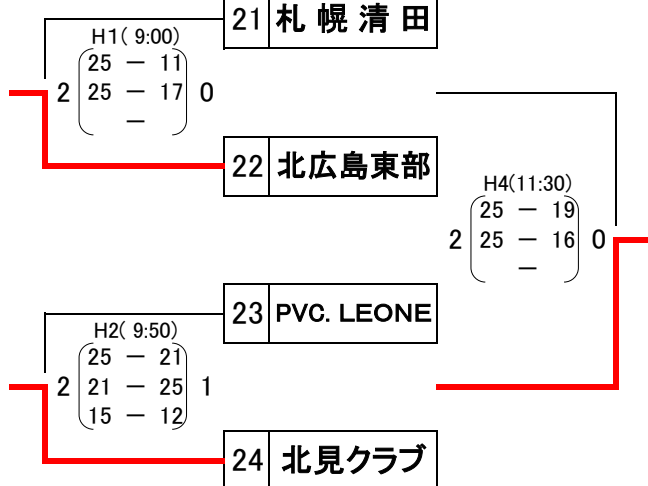 21 札幌清田
H1( 9:00)
25 － 11
2 25 － 17 0
－
22 北広島東部
H4(11:30)
25 － 19
2 25 － 16 0
－
23 PVC. LEONE
H2( 9:50)
25 － 21
2 21 － 25 1
15 － 12
24 北見クラブ